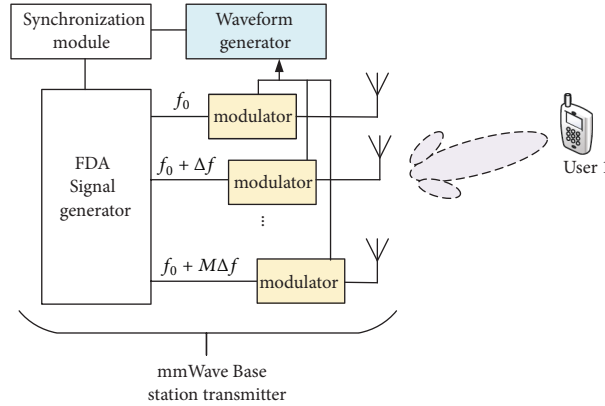 Synchronization
module
Waveform
generator
f0
modulator
FDA
Signal
generator
f0 + Δf
modulator
...
f0 + MΔf
modulator
User 1
mmWave Base
station transmitter